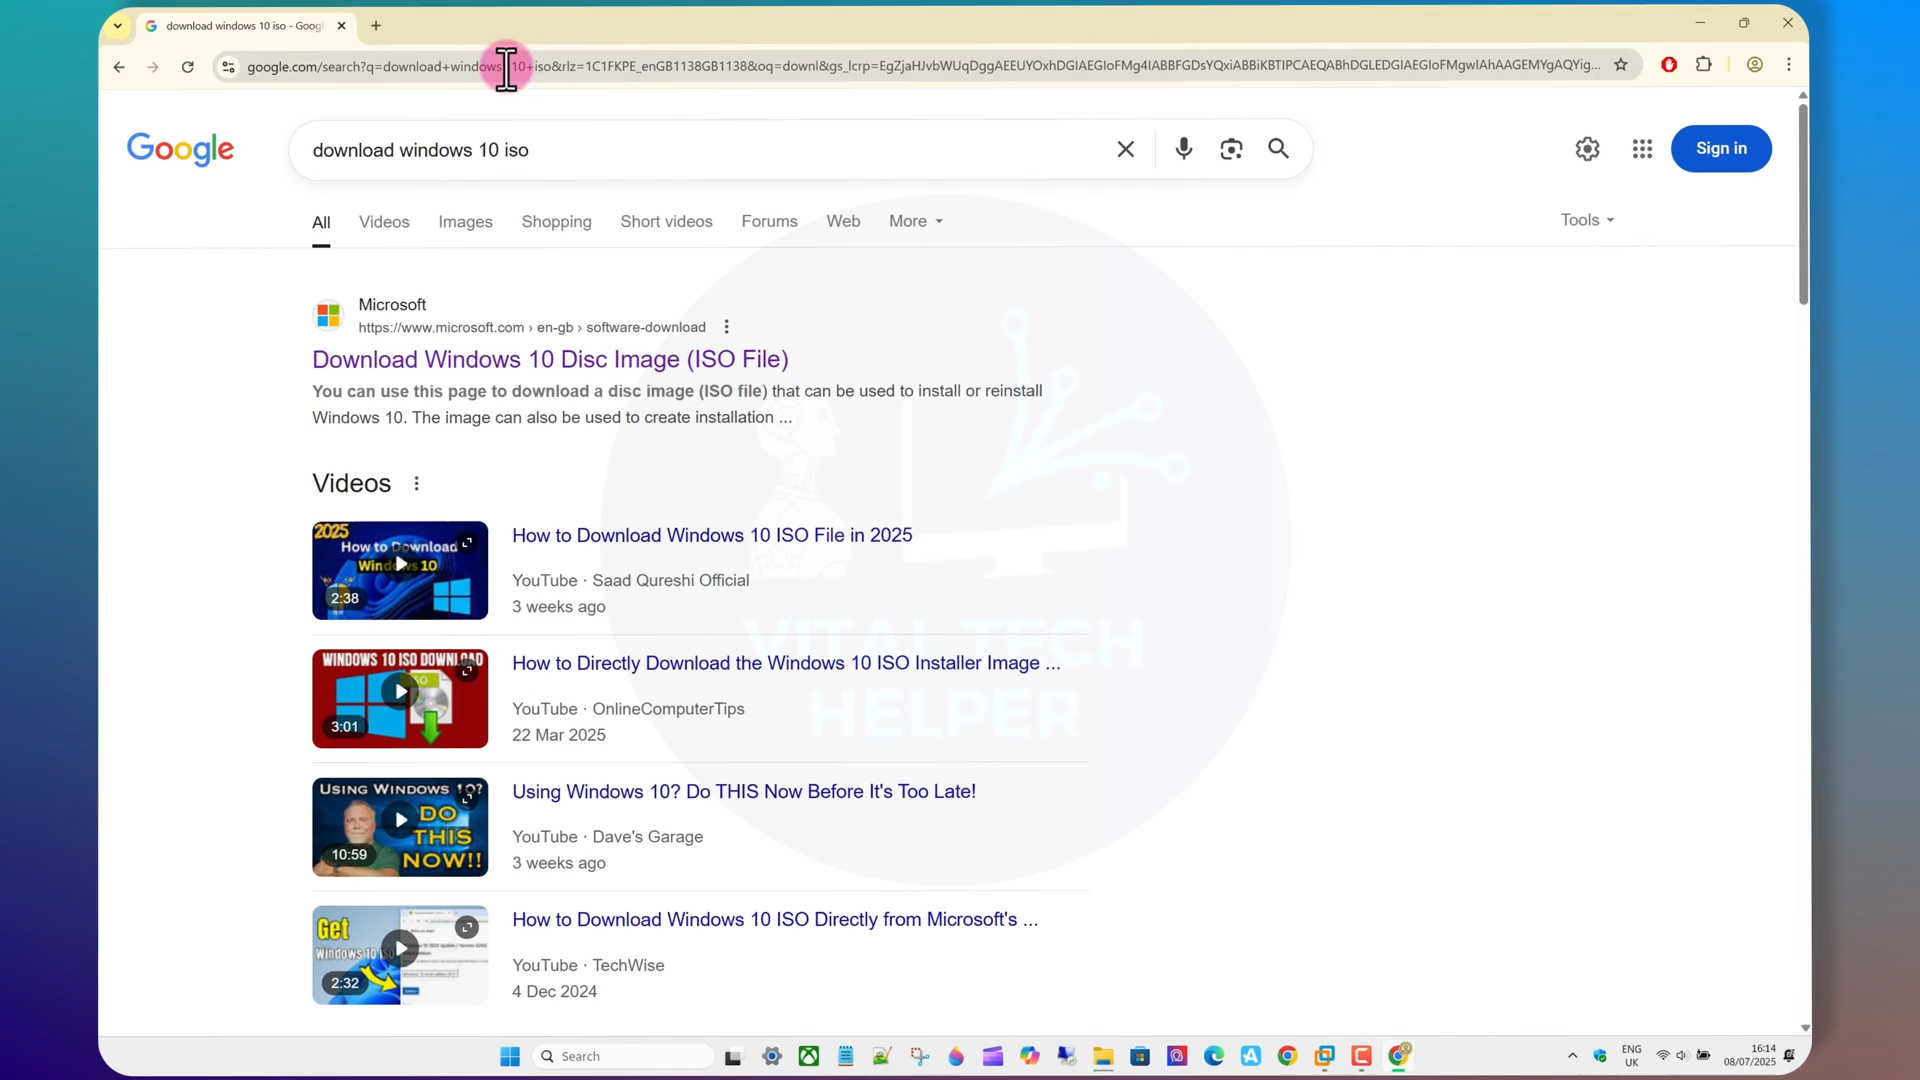 download windows 10 iso - Googl
google.com/search?q=download+windows+10+iso&rlz=1C1FKPE_enGB1138GB1138&oq=downl&gs_lcrp=EgZjaHJvbWUqDggAEEUYOxhDGIAEGIoFMg4IABBFGDsYQxiABBiKBTIPCAEQABhDGLEDGIAEGIoFMgwIAhAAGEMYgAQYig...
Google
download windows 10 iso
Sign in
All
Videos
Images
Shopping
Short videos
Forums
Web
More
Tools
Microsoft
https://www.microsoft.com › en-gb › software-download
Download Windows 10 Disc Image (ISO File)
You can use this page to download a disc image (ISO file) that can be used to install or reinstall
Windows 10. The image can also be used to create installation ...
Videos
2025
How to Download
Windows 10
2:38
How to Download Windows 10 ISO File in 2025
YouTube · Saad Qureshi Official
3 weeks ago
WINDOWS 10 ISO DOWNLOAD
ISO
3:01
How to Directly Download the Windows 10 ISO Installer Image ...
YouTube · OnlineComputerTips
22 Mar 2025
USING WINDOWS 10?
DO
THIS
NOW!!
10:59
Using Windows 10? Do THIS Now Before It's Too Late!
YouTube · Dave's Garage
3 weeks ago
Get
Windows 10 ISO
2:32
How to Download Windows 10 ISO Directly from Microsoft's ...
YouTube · TechWise
4 Dec 2024
VITAL TECH
HELPER
Search
ENG
UK
16:14
08/07/2025